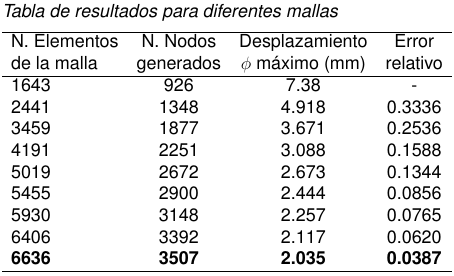 Tabla de resultados para diferentes mallas
N. Elementos N. Nodos Desplazamiento Error
de la malla generados ϕ máximo (mm) relativo
1643 926 7.38 -
2441 1348 4.918 0.3336
3459 1877 3.671 0.2536
4191 2251 3.088 0.1588
5019 2672 2.673 0.1344
5455 2900 2.444 0.0856
5930 3148 2.257 0.0765
6406 3392 2.117 0.0620
6636 3507 2.035 0.0387